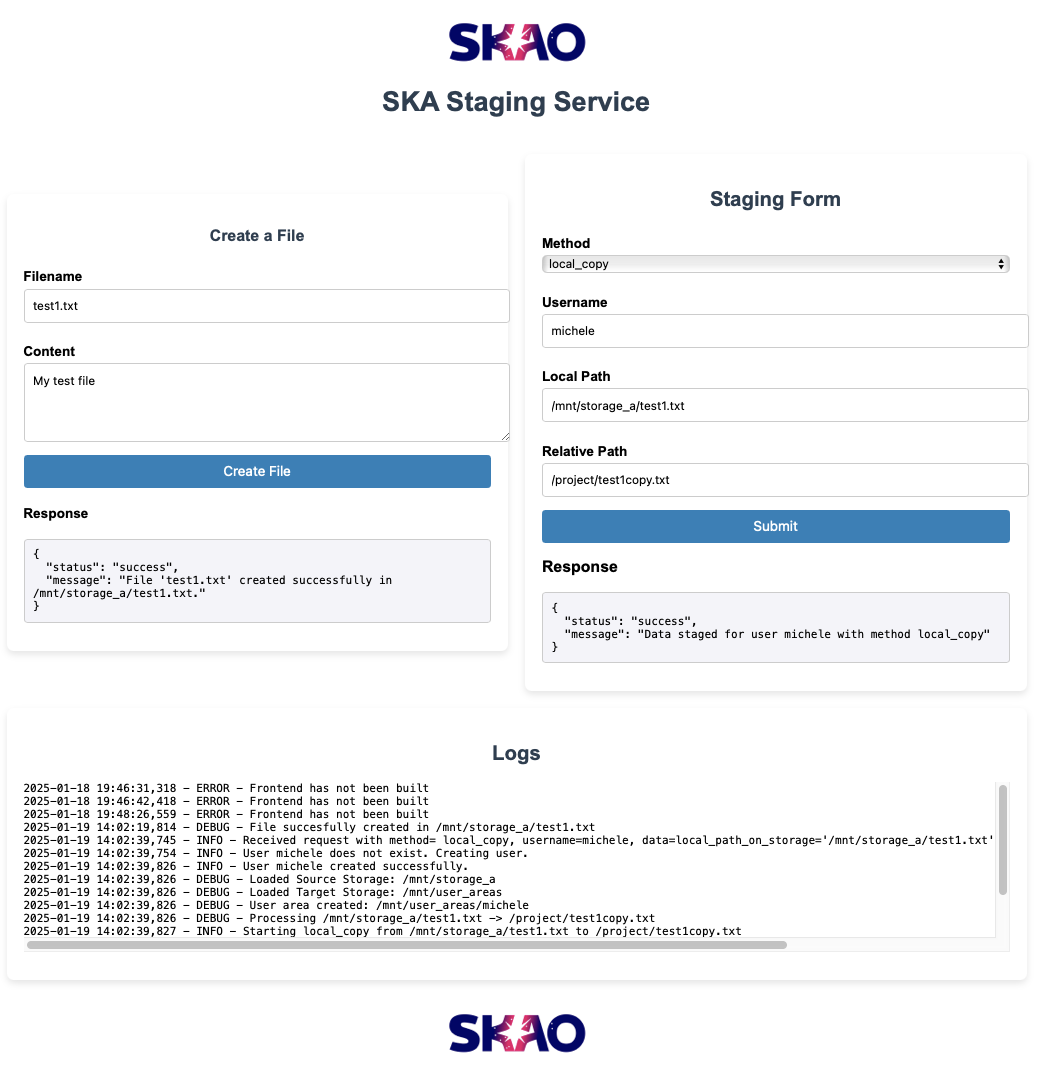 SKAO
SKA Staging Service
Create a File
Filename
test1.txt
Content
My test file
Create File
Response
{
  "status": "success",
  "message": "File 'test1.txt' created successfully in
/mnt/storage_a/test1.txt."
}
Staging Form
Method
local_copy
Username
michele
Local Path
/mnt/storage_a/test1.txt
Relative Path
/project/test1copy.txt
Submit
Response
{
  "status": "success",
  "message": "Data staged for user michele with method local_copy"
}
Logs
2025-01-18 19:46:31,318 - ERROR - Frontend has not been built
2025-01-18 19:46:42,418 - ERROR - Frontend has not been built
2025-01-18 19:48:26,559 - ERROR - Frontend has not been built
2025-01-19 14:02:19,814 - DEBUG - File succesfully created in /mnt/storage_a/test1.txt
2025-01-19 14:02:39,745 - INFO - Received request with method= local_copy, username=michele, data=local_path_on_storage='/mnt/storage_a/test1.txt'
2025-01-19 14:02:39,754 - INFO - User michele does not exist. Creating user.
2025-01-19 14:02:39,826 - INFO - User michele created successfully.
2025-01-19 14:02:39,826 - DEBUG - Loaded Source Storage: /mnt/storage_a
2025-01-19 14:02:39,826 - DEBUG - Loaded Target Storage: /mnt/user_areas
2025-01-19 14:02:39,826 - DEBUG - User area created: /mnt/user_areas/michele
2025-01-19 14:02:39,826 - DEBUG - Processing /mnt/storage_a/test1.txt -> /project/test1copy.txt
2025-01-19 14:02:39,827 - INFO - Starting local_copy from /mnt/storage_a/test1.txt to /project/test1copy.txt
SKAO